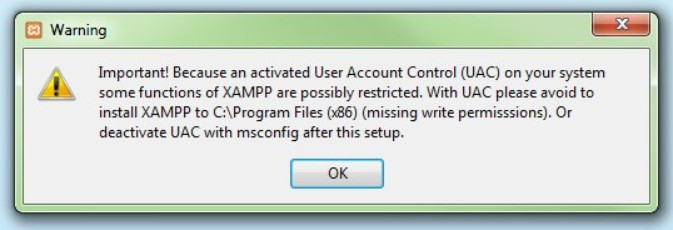 Warning
Important! Because an activated User Account Control (UAC) on your system
some functions of XAMPP are possibly restricted. With UAC please avoid to
install XAMPP to C:\Program Files (x86) (missing write permisssions). Or
deactivate UAC with msconfig after this setup.
OK